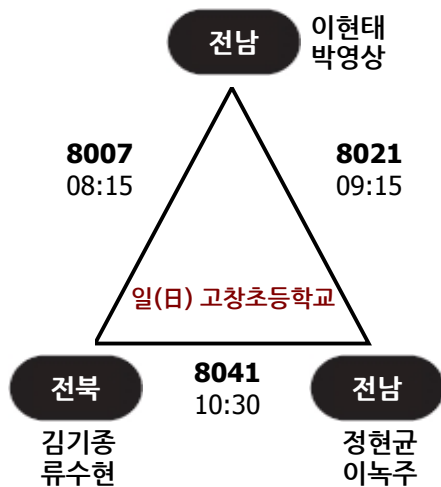 전남
이현태
박영상
8007
08:15
8021
09:15
일(日) 고창초등학교
전북
8041
10:30
전남
김기종
류수현
정현균
이녹주